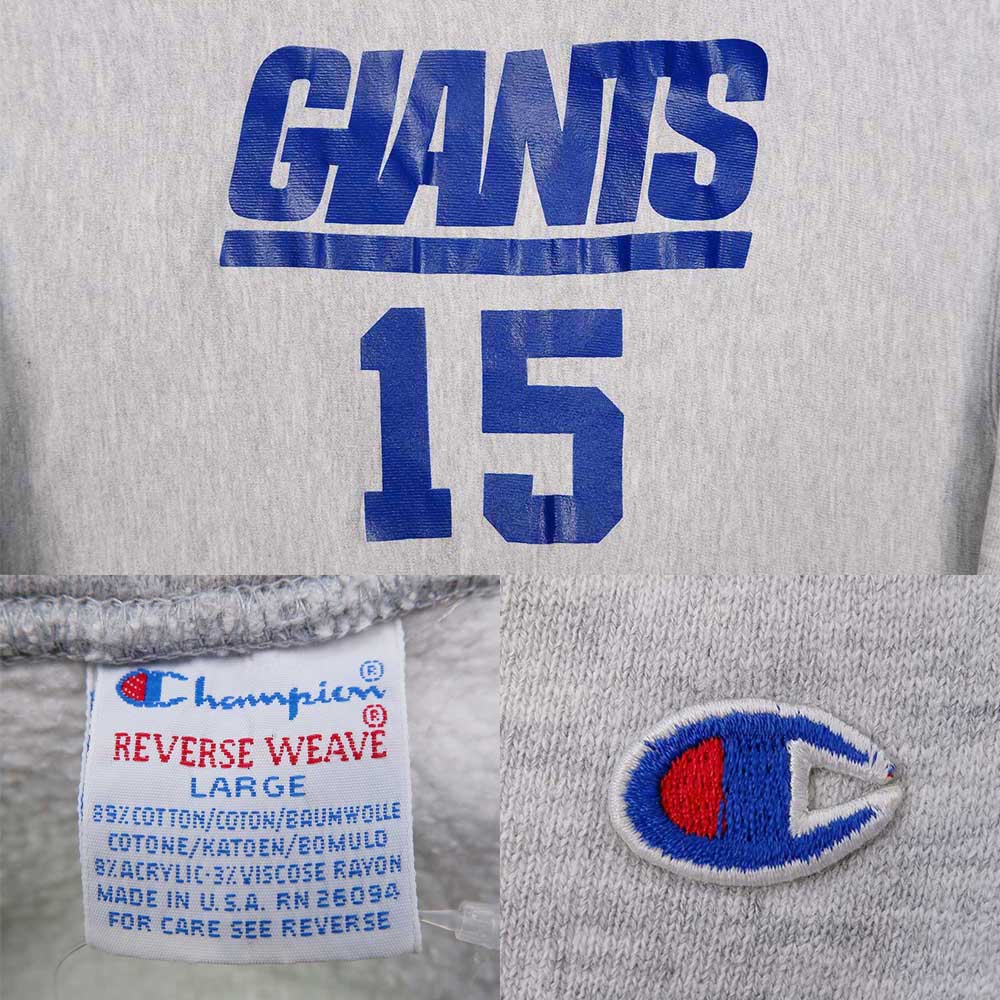 GIANTS
15
Champion®
REVERSE WEAVE®
LARGE
89% COTTON/COTON/BAUMWOLLE
COTONE/KATOEN/BOMULD
8% ACRYLIC·3% VISCOSE RAYON
MADE IN U.S.A. RN 26094
FOR CARE SEE REVERSE